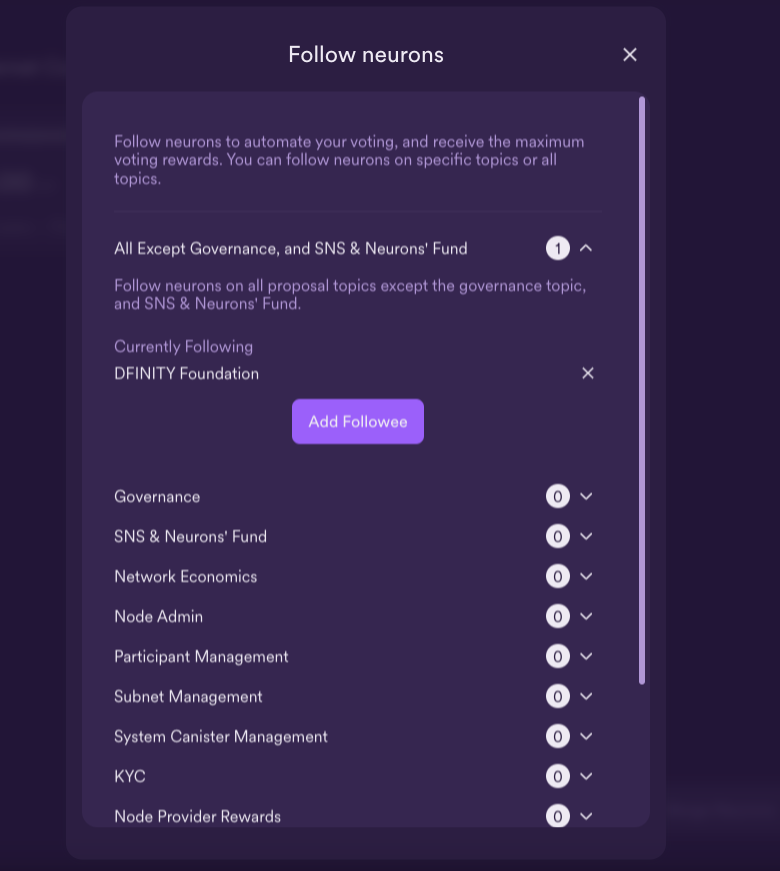 Follow neurons
Follow neurons to automate your voting, and receive the maximum
voting rewards. You can follow neurons on specific topics or all
topics.
All Except Governance, and SNS & Neurons' Fund 1
Follow neurons on all proposal topics except the governance topic,
and SNS & Neurons' Fund.
Currently Following
DFINITY Foundation
Add Followee
Governance 0
SNS & Neurons' Fund 0
Network Economics 0
Node Admin 0
Participant Management 0
Subnet Management 0
System Canister Management 0
KYC 0
Node Provider Rewards 0